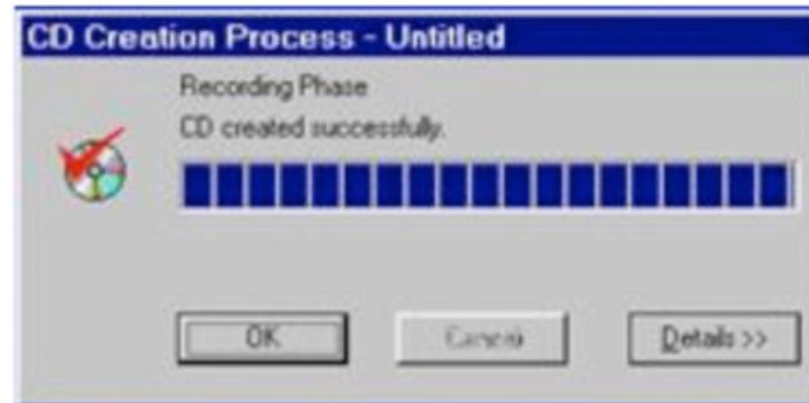 CD Creation Process - Untitled
Recording Phase
CD created successfully.
OK Cancel Details >>